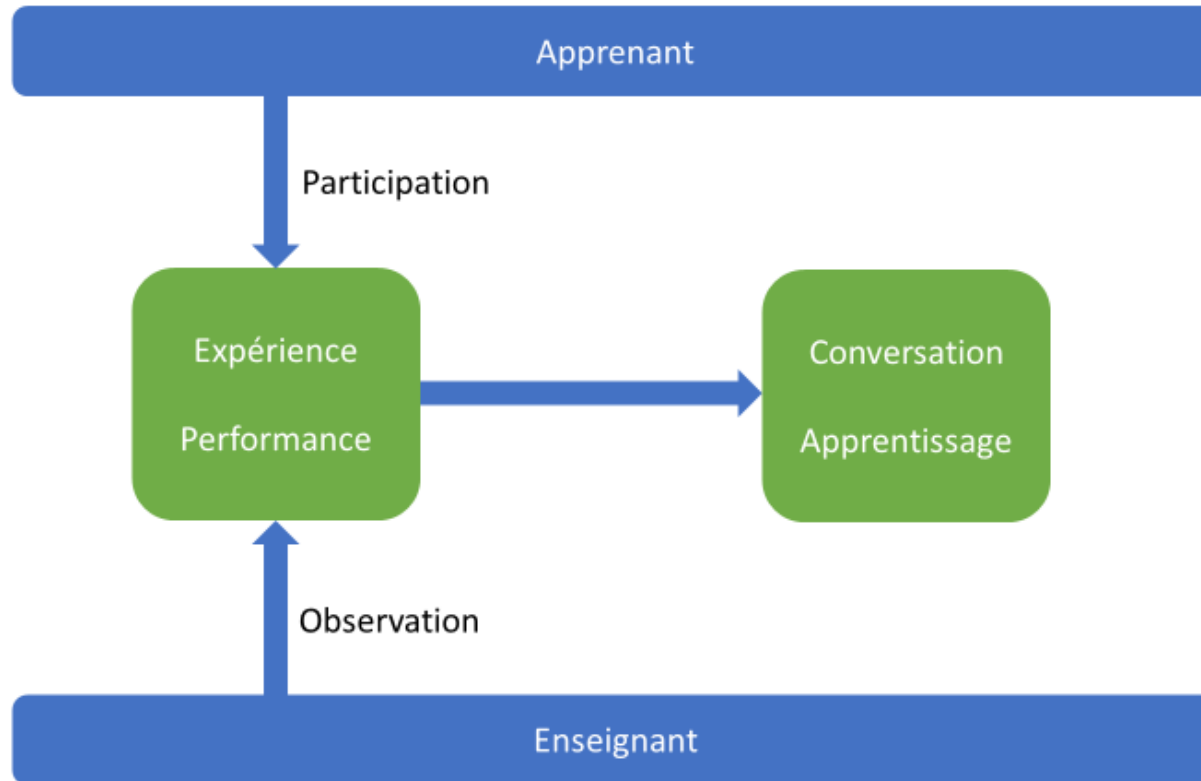 Apprenant
Participation
Expérience
Performance
Conversation
Apprentissage
Observation
Enseignant